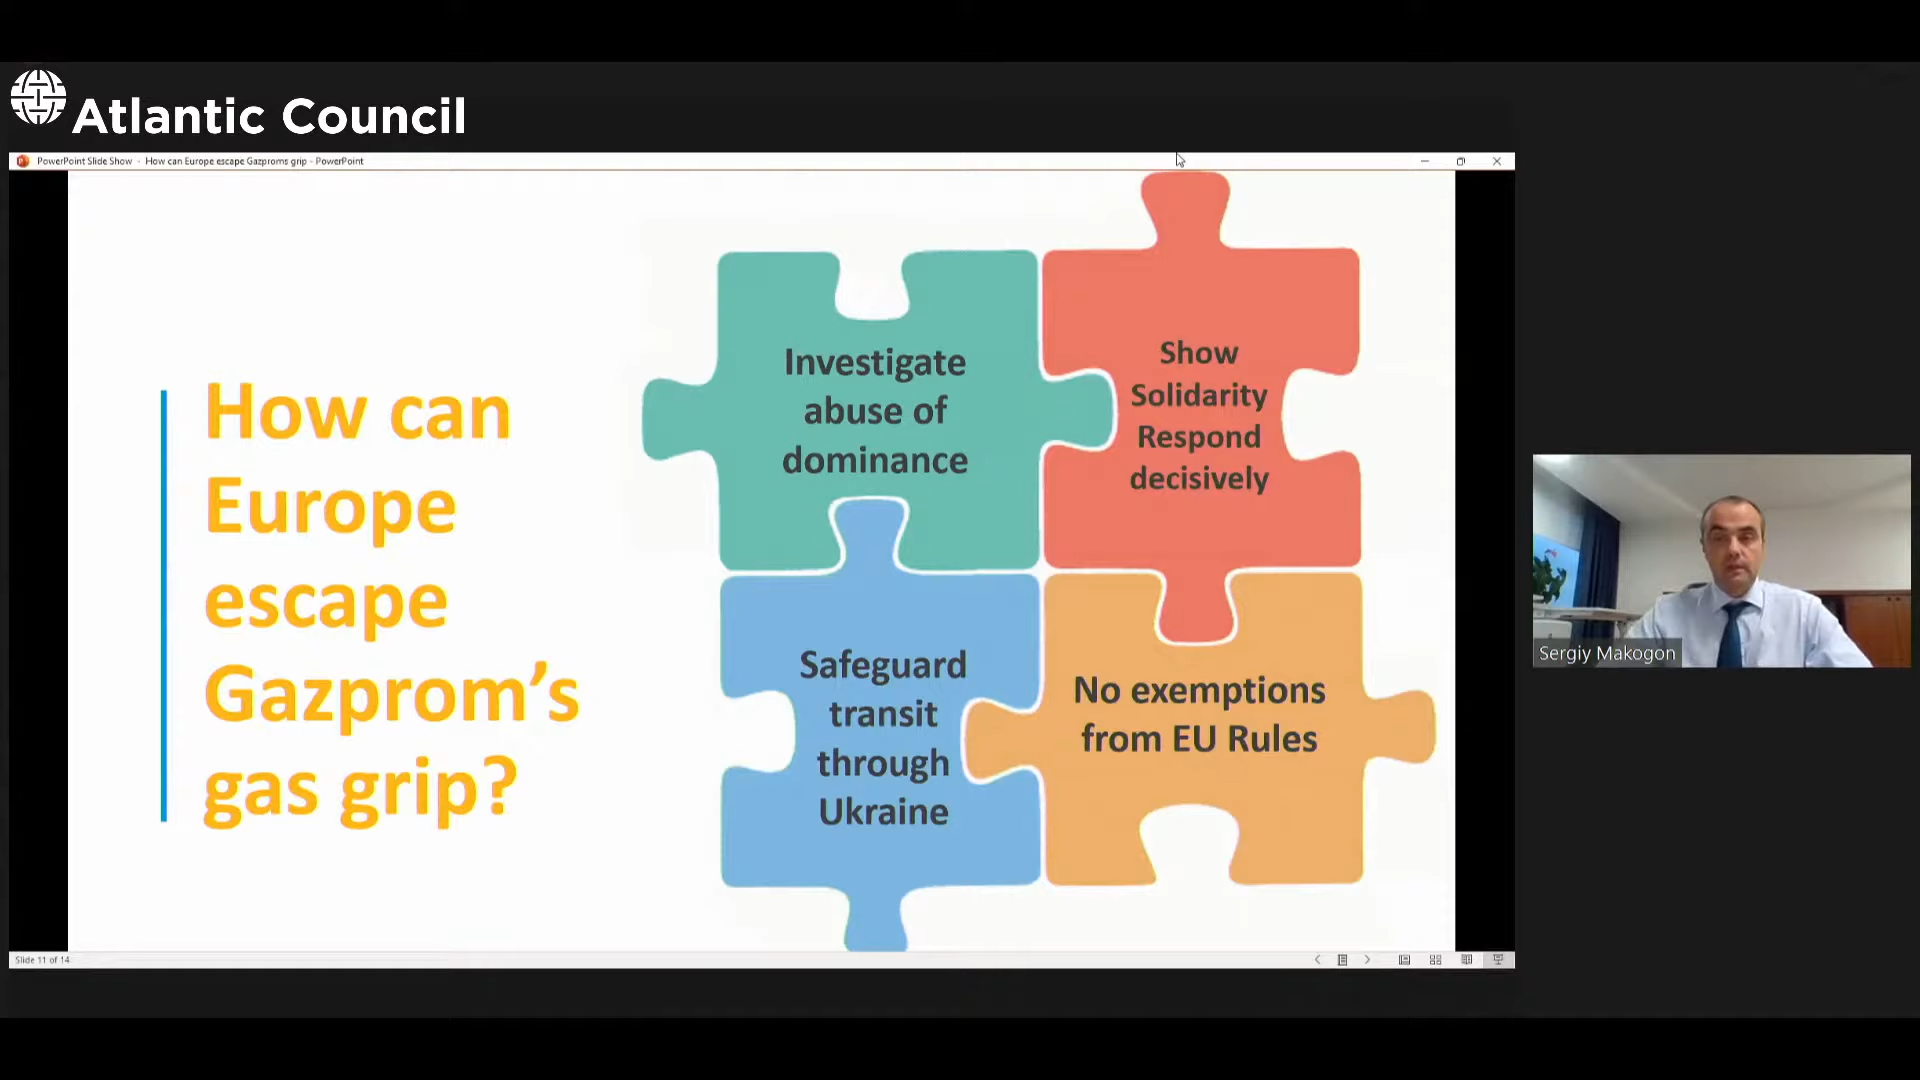 Atlantic Council
PowerPoint Slide Show - How can Europe escape Gazproms grip - PowerPoint
How can
Europe
escape
Gazprom’s
gas grip?
Investigate
abuse of
dominance
Show
Solidarity
Respond
decisively
Safeguard
transit
through
Ukraine
No exemptions
from EU Rules
Sergiy Makogon
Slide 11 of 14